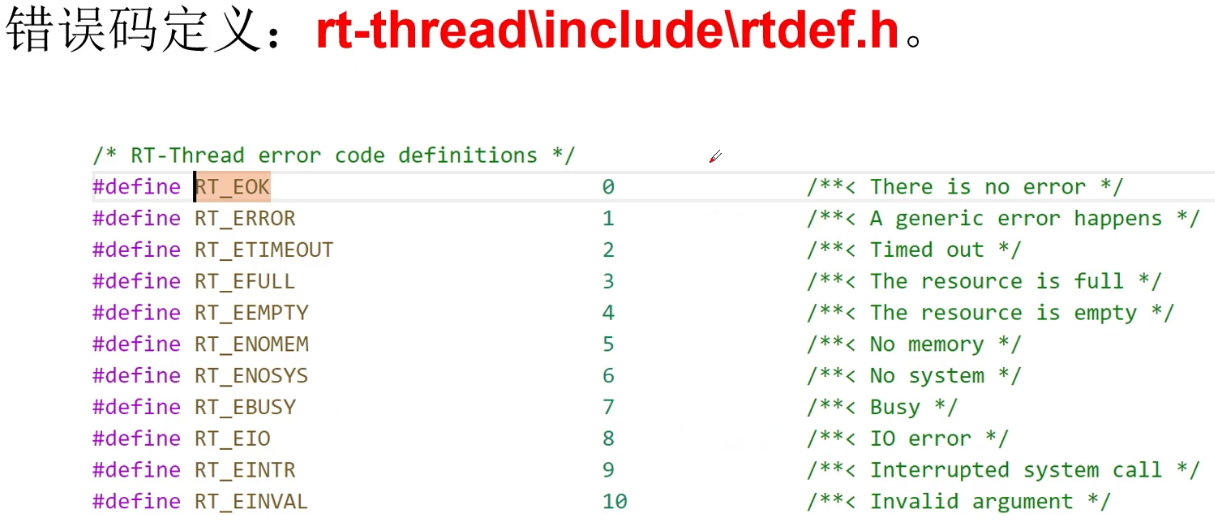 错误码定义：rt-thread\include\rtdef.h。
/* RT-Thread error code definitions */
#define RT_EOK 0 /**< There is no error */
#define RT_ERROR 1 /**< A generic error happens */
#define RT_ETIMEOUT 2 /**< Timed out */
#define RT_EFULL 3 /**< The resource is full */
#define RT_EEMPTY 4 /**< The resource is empty */
#define RT_ENOMEM 5 /**< No memory */
#define RT_ENOSYS 6 /**< No system */
#define RT_EBUSY 7 /**< Busy */
#define RT_EIO 8 /**< IO error */
#define RT_EINTR 9 /**< Interrupted system call */
#define RT_EINVAL 10 /**< Invalid argument */